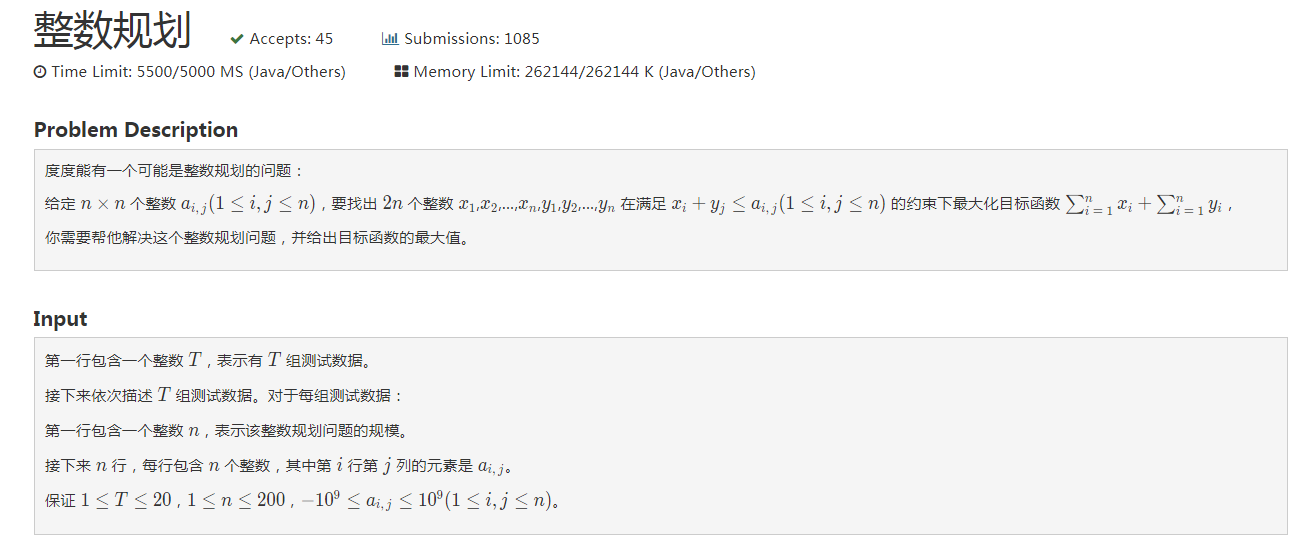 整数规划 Accepts: 45 Submissions: 1085
Time Limit: 5500/5000 MS (Java/Others) Memory Limit: 262144/262144 K (Java/Others)
Problem Description
度度熊有一个可能是整数规划的问题：
给定 n × n 个整数 a_{i,j}(1 ≤ i, j ≤ n)，要找出 2n 个整数 x_1,x_2,...,x_n,y_1,y_2,...,y_n 在满足 x_i + y_j ≤ a_{i,j}(1 ≤ i, j ≤ n) 的约束下最大化目标函数 ∑_{i=1}^n x_i + ∑_{i=1}^n y_i，
你需要帮他解决这个整数规划问题，并给出目标函数的最大值。
Input
第一行包含一个整数 T，表示有 T 组测试数据。
接下来依次描述 T 组测试数据。对于每组测试数据：
第一行包含一个整数 n，表示该整数规划问题的规模。
接下来 n 行，每行包含 n 个整数，其中第 i 行第 j 列的元素是 a_{i,j}。
保证 1 ≤ T ≤ 20，1 ≤ n ≤ 200，−10^9 ≤ a_{i,j} ≤ 10^9(1 ≤ i, j ≤ n)。